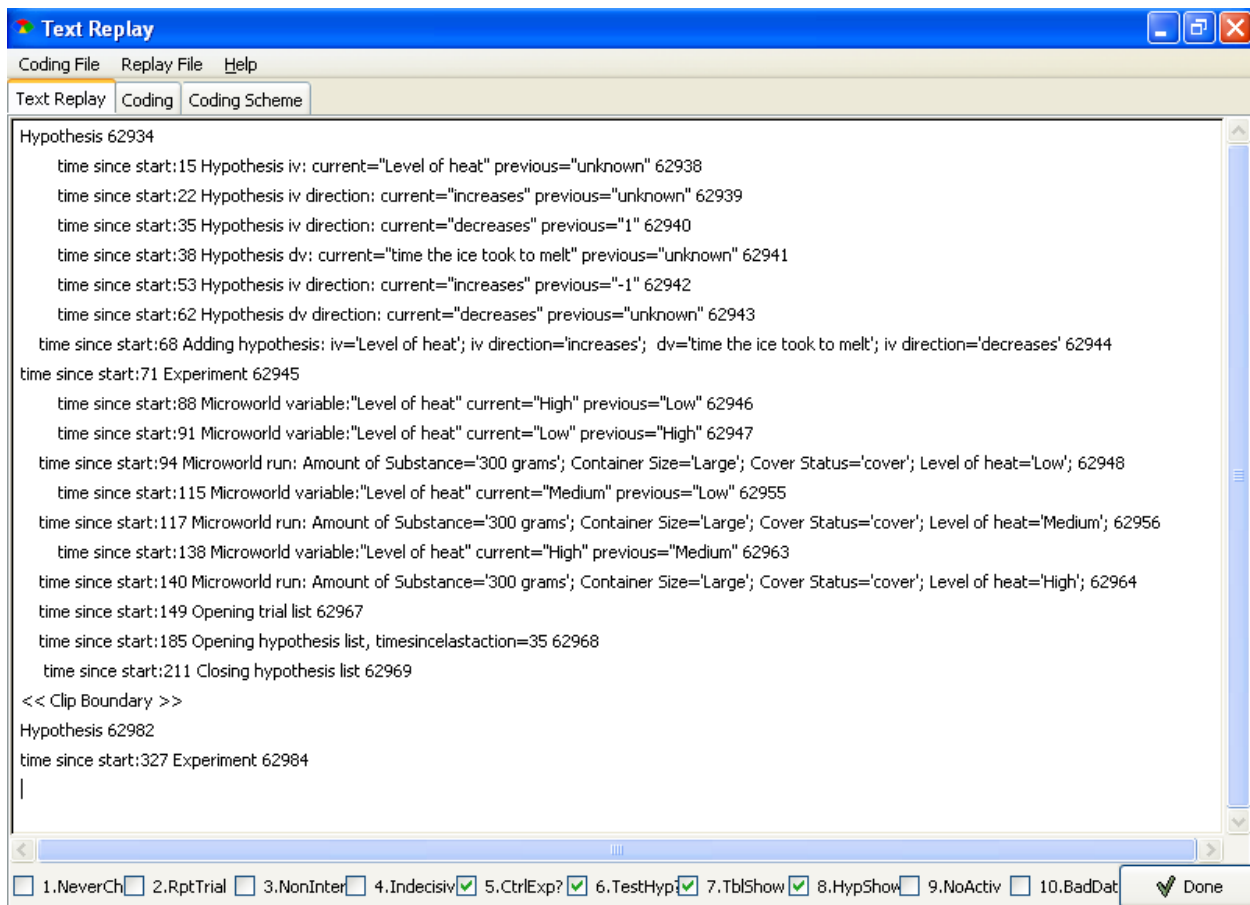 Text Replay
Coding File Replay File Help
Text Replay Coding Coding Scheme
Hypothesis 62934
time since start:15 Hypothesis iv: current="Level of heat" previous="unknown" 62938
time since start:22 Hypothesis iv direction: current="increases" previous="unknown" 62939
time since start:35 Hypothesis iv direction: current="decreases" previous="1" 62940
time since start:38 Hypothesis dv: current="time the ice took to melt" previous="unknown" 62941
time since start:53 Hypothesis iv direction: current="increases" previous="-1" 62942
time since start:62 Hypothesis dv direction: current="decreases" previous="unknown" 62943
time since start:68 Adding hypothesis: iv='Level of heat'; iv direction='increases';  dv='time the ice took to melt'; iv direction='decreases' 62944
time since start:71 Experiment 62945
time since start:88 Microworld variable:"Level of heat" current="High" previous="Low" 62946
time since start:91 Microworld variable:"Level of heat" current="Low" previous="High" 62947
time since start:94 Microworld run: Amount of Substance='300 grams'; Container Size='Large'; Cover Status='cover'; Level of heat='Low'; 62948
time since start:115 Microworld variable:"Level of heat" current="Medium" previous="Low" 62955
time since start:117 Microworld run: Amount of Substance='300 grams'; Container Size='Large'; Cover Status='cover'; Level of heat='Medium'; 62956
time since start:138 Microworld variable:"Level of heat" current="High" previous="Medium" 62963
time since start:140 Microworld run: Amount of Substance='300 grams'; Container Size='Large'; Cover Status='cover'; Level of heat='High'; 62964
time since start:149 Opening trial list 62967
time since start:185 Opening hypothesis list, timesincelastaction=35 62968
time since start:211 Closing hypothesis list 62969
<< Clip Boundary >>
Hypothesis 62982
time since start:327 Experiment 62984
1.NeverCh 2.RptTrial 3.NonInter 4.Indecisiv 5.CtrlExp? 6.TestHyp? 7.TblShow 8.HypShow 9.NoActiv 10.BadDat Done